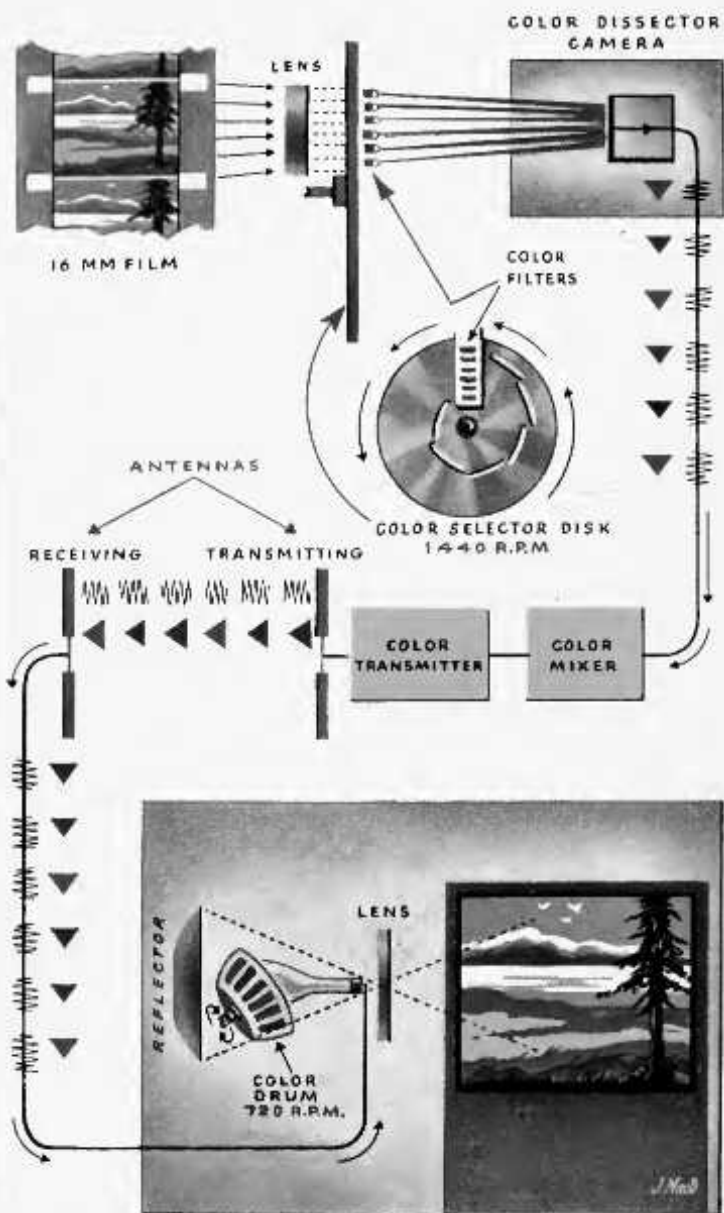 COLOR DISSECTOR
CAMERA
LENS
16 MM FILM
COLOR
FILTERS
ANTENNAS
COLOR SELECTOR DISK
1440 R.P.M
RECEIVING
TRANSMITTING
COLOR
TRANSMITTER
COLOR
MIXER
LENS
REFLECTOR
COLOR
DRUM
720 R.P.M.